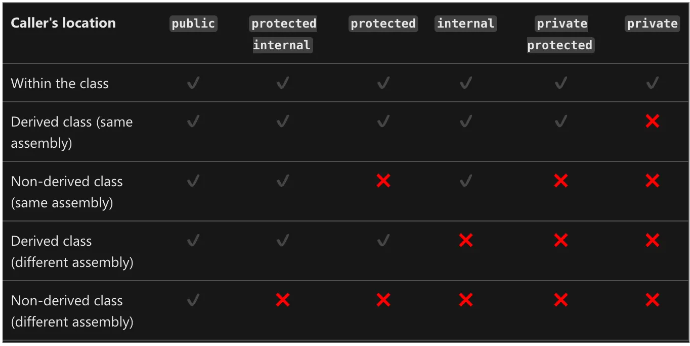 Caller's location public protected internal protected internal private protected private
Within the class ✓ ✓ ✓ ✓ ✓ ✓
Derived class (same assembly) ✓ ✓ ✓ ✓ ✓ ❌
Non-derived class (same assembly) ✓ ✓ ❌ ✓ ❌ ❌
Derived class (different assembly) ✓ ✓ ✓ ❌ ❌ ❌
Non-derived class (different assembly) ✓ ❌ ❌ ❌ ❌ ❌